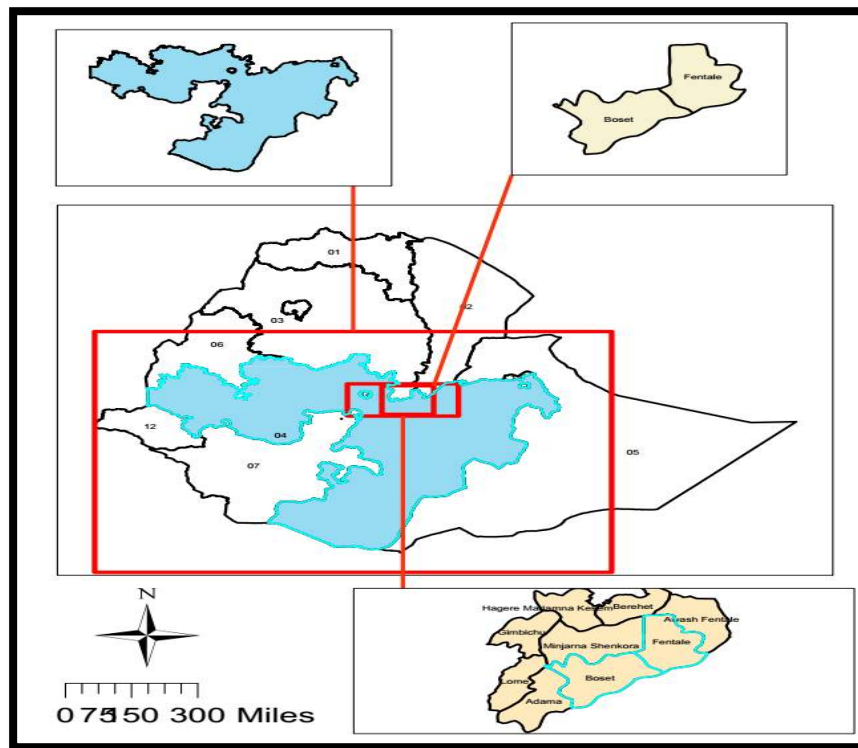 Fentale
Boset
01
02
03
06
12
04
07
05
N
0 75 150 300 Miles
Hagere Mariamna Kesem
Berehet
Awash Fentale
Gimbichu
Minjarna Shenkora
Fentale
Lome
Boset
Adama